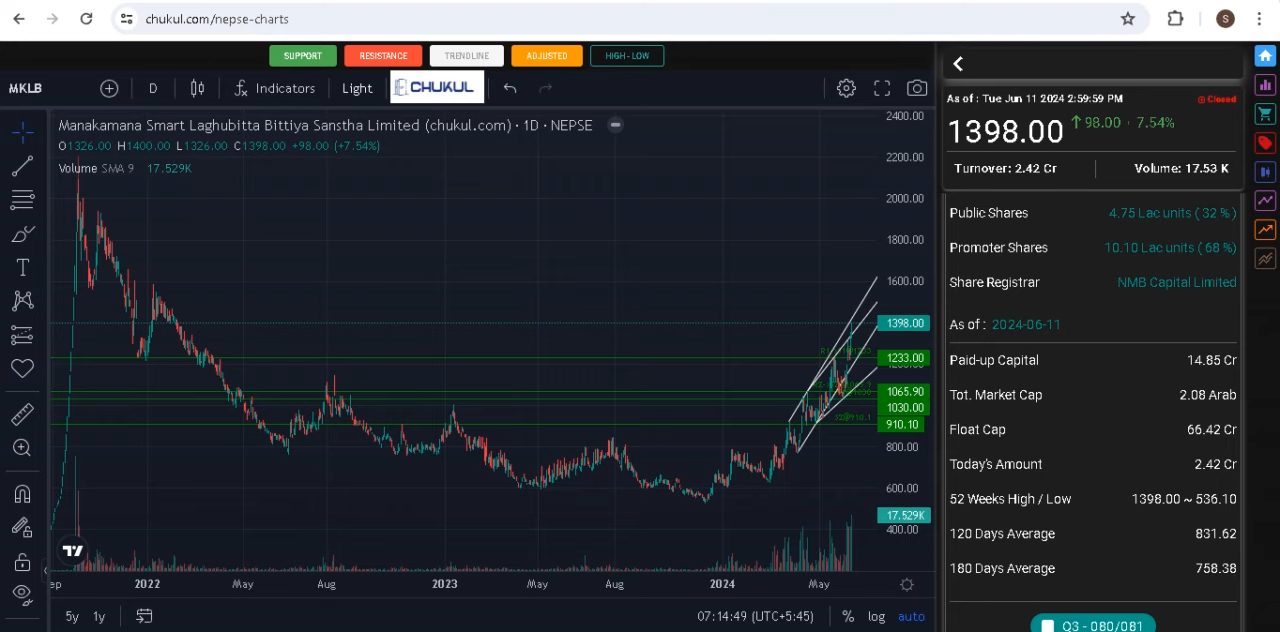 chukul.com/nepse-charts
S
SUPPORT RESISTANCE TRENDLINE ADJUSTED HIGH-LOW
MKLB D Indicators Light CHUKUL
Manakamana Smart Laghubitta Bittiya Sanstha Limited (chukul.com) · 1D · NEPSE
O1326.00 H1400.00 L1326.00 C1398.00 +98.00 (+7.54%)
Volume SMA 9 17.529K
2400.00
2200.00
2000.00
1800.00
1600.00
1398.00
1233.00
1065.90
1030.00
910.10
800.00
600.00
17.529K
400.00
S2@910.1
2022 May Aug 2023 May Aug 2024 May
5y 1y 07:14:49 (UTC+5:45) % log auto
As of : Tue Jun 11 2024 2:59:59 PM Closed
1398.00 ↑98.00 · 7.54%
Turnover: 2.42 Cr Volume: 17.53 K
Public Shares 4.75 Lac units ( 32 % )
Promoter Shares 10.10 Lac units ( 68 %)
Share Registrar NMB Capital Limited
As of : 2024-06-11
Paid-up Capital 14.85 Cr
Tot. Market Cap 2.08 Arab
Float Cap 66.42 Cr
Today's Amount 2.42 Cr
52 Weeks High / Low 1398.00 ~ 536.10
120 Days Average 831.62
180 Days Average 758.38
Q3 - 080/081